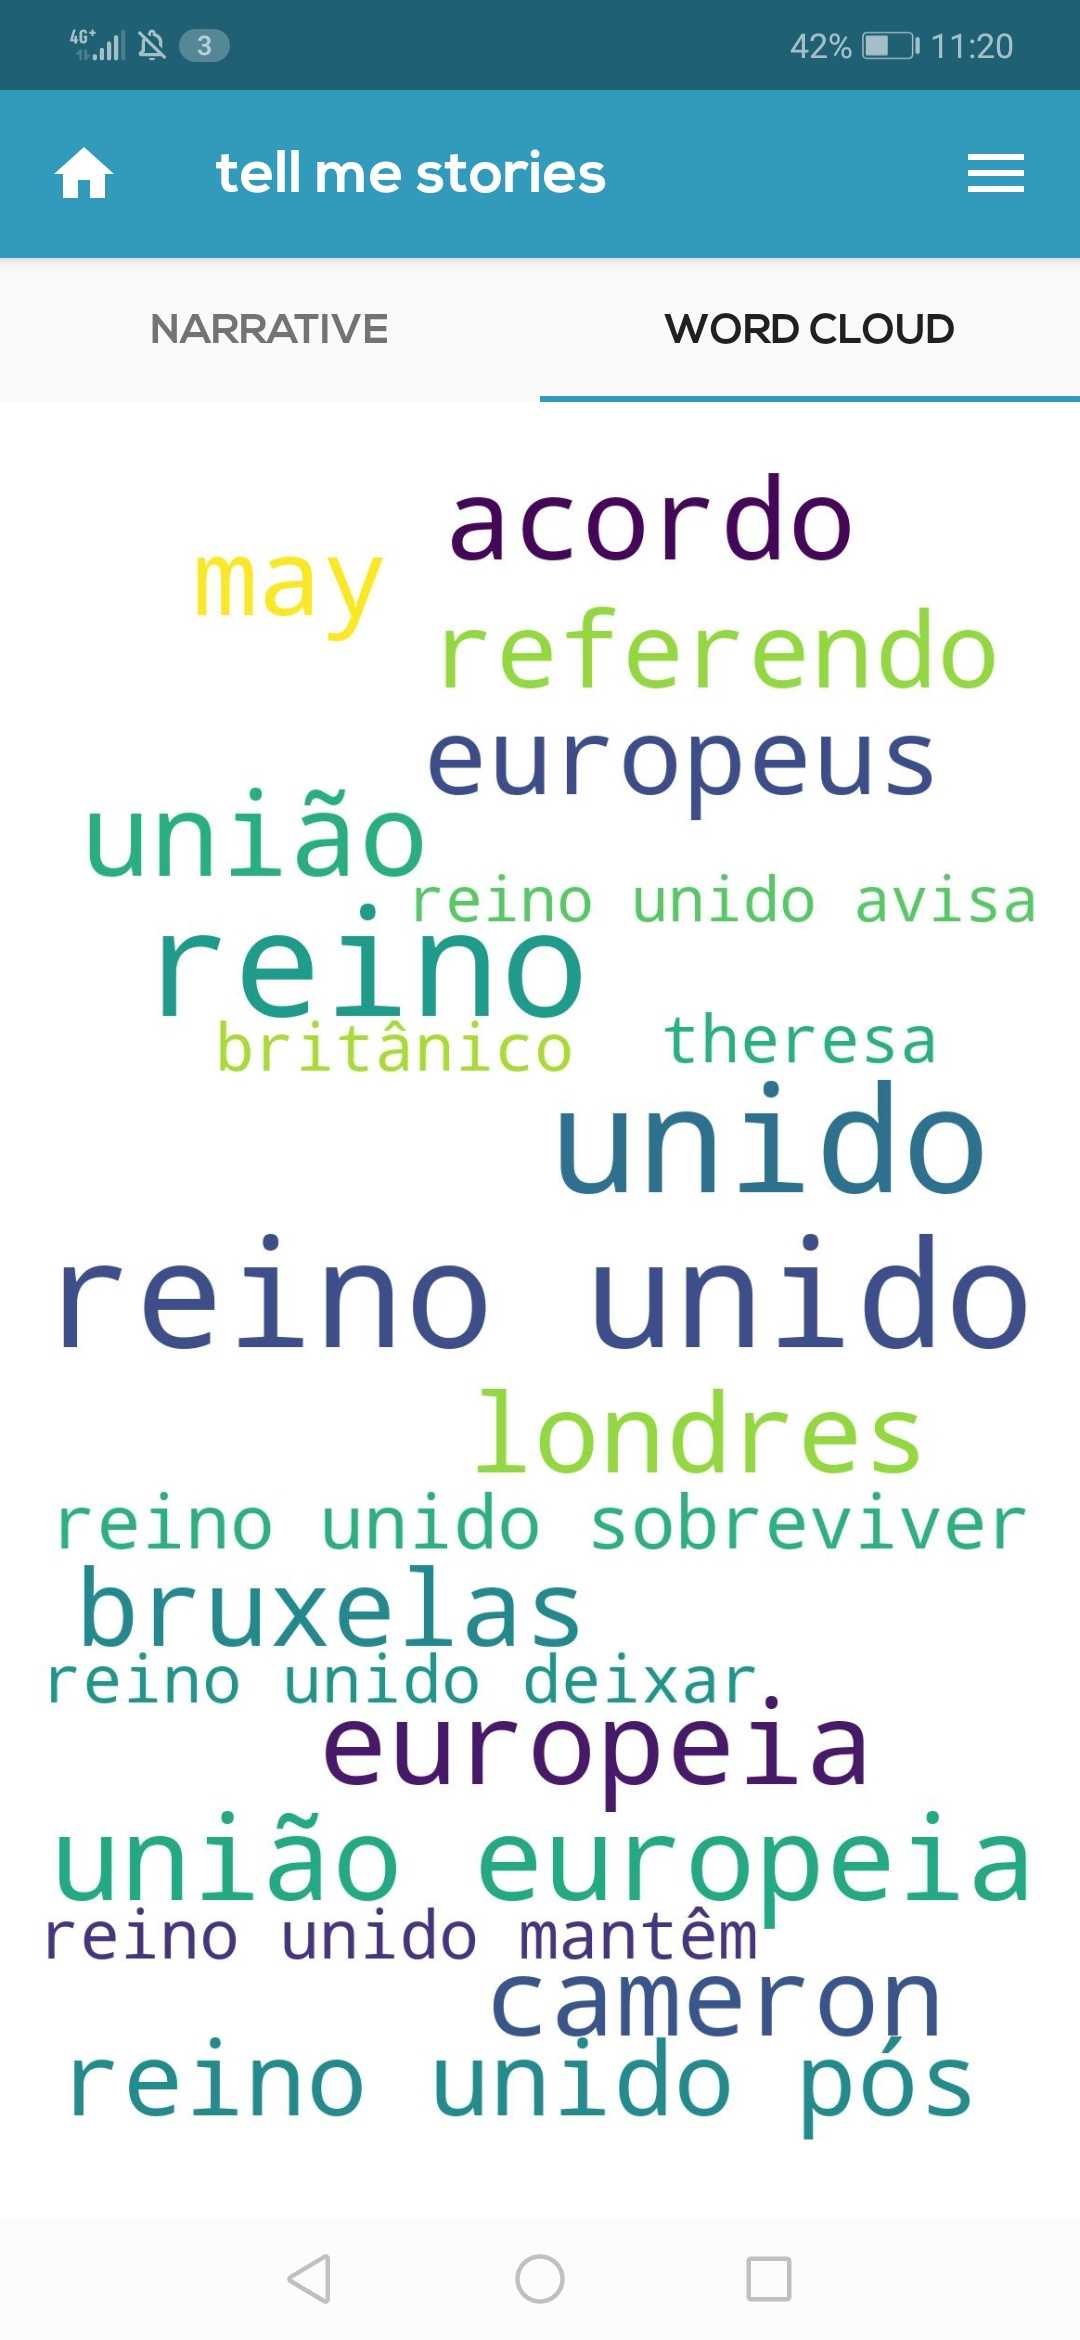 4G+ 3 42% 11:20
tell me stories
NARRATIVE WORD CLOUD
acordo
may
referendo
europeus
união
reino unido avisa
reino
britânico theresa
unido
reino unido
londres
reino unido sobreviver
bruxelas
reino unido deixar
europeia
união europeia
reino unido mantêm
cameron
reino unido pós